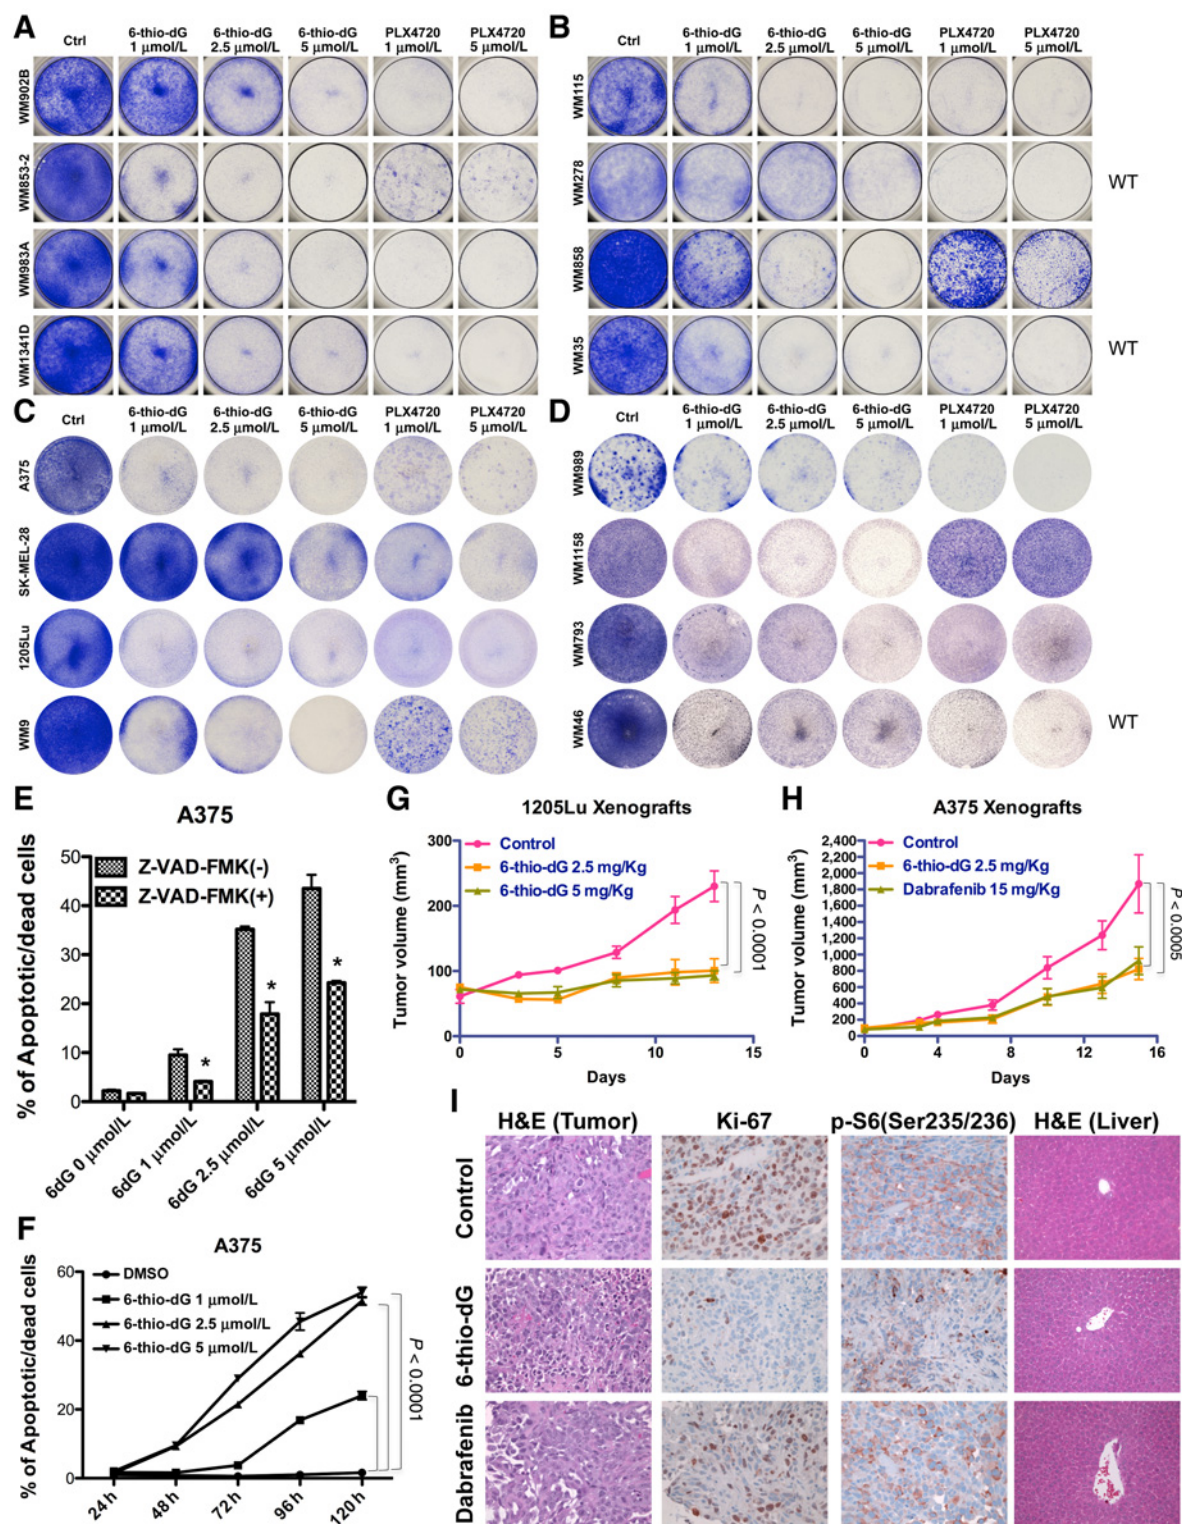 A
Ctrl
6-thio-dG
1 μmol/L
6-thio-dG
2.5 μmol/L
6-thio-dG
5 μmol/L
PLX4720
1 μmol/L
PLX4720
5 μmol/L
WM902B
WM853-2
WM983A
WM1341D
B
Ctrl
6-thio-dG
1 μmol/L
6-thio-dG
2.5 μmol/L
6-thio-dG
5 μmol/L
PLX4720
1 μmol/L
PLX4720
5 μmol/L
WM115
WM278
WT
WM858
WM35
WT
C
Ctrl
6-thio-dG
1 μmol/L
6-thio-dG
2.5 μmol/L
6-thio-dG
5 μmol/L
PLX4720
1 μmol/L
PLX4720
5 μmol/L
A375
SK-MEL-28
1205Lu
WM9
D
Ctrl
6-thio-dG
1 μmol/L
6-thio-dG
2.5 μmol/L
6-thio-dG
5 μmol/L
PLX4720
1 μmol/L
PLX4720
5 μmol/L
WM989
WM1158
WM793
WM46
WT
E
A375
% of Apoptotic/dead cells
50
40
30
20
10
0
Z-VAD-FMK(-)
Z-VAD-FMK(+)
*
*
*
6dG 0 μmol/L
6dG 1 μmol/L
6dG 2.5 μmol/L
6dG 5 μmol/L
F
A375
% of Apoptotic/dead cells
60
40
20
0
DMSO
6-thio-dG 1 μmol/L
6-thio-dG 2.5 μmol/L
6-thio-dG 5 μmol/L
P < 0.0001
24 h
48 h
72 h
96 h
120 h
G
1205Lu Xenografts
Tumor volume (mm³)
300
200
100
0
Control
6-thio-dG 2.5 mg/Kg
6-thio-dG 5 mg/Kg
P < 0.0001
0
5
10
15
Days
H
A375 Xenografts
Tumor volume (mm³)
2,400
2,200
2,000
1,800
1,600
1,400
1,200
1,000
800
600
400
200
0
Control
6-thio-dG 2.5 mg/Kg
Dabrafenib 15 mg/Kg
P < 0.0005
0
4
8
12
16
Days
I
H&E (Tumor)
Ki-67
p-S6(Ser235/236)
H&E (Liver)
Control
6-thio-dG
Dabrafenib